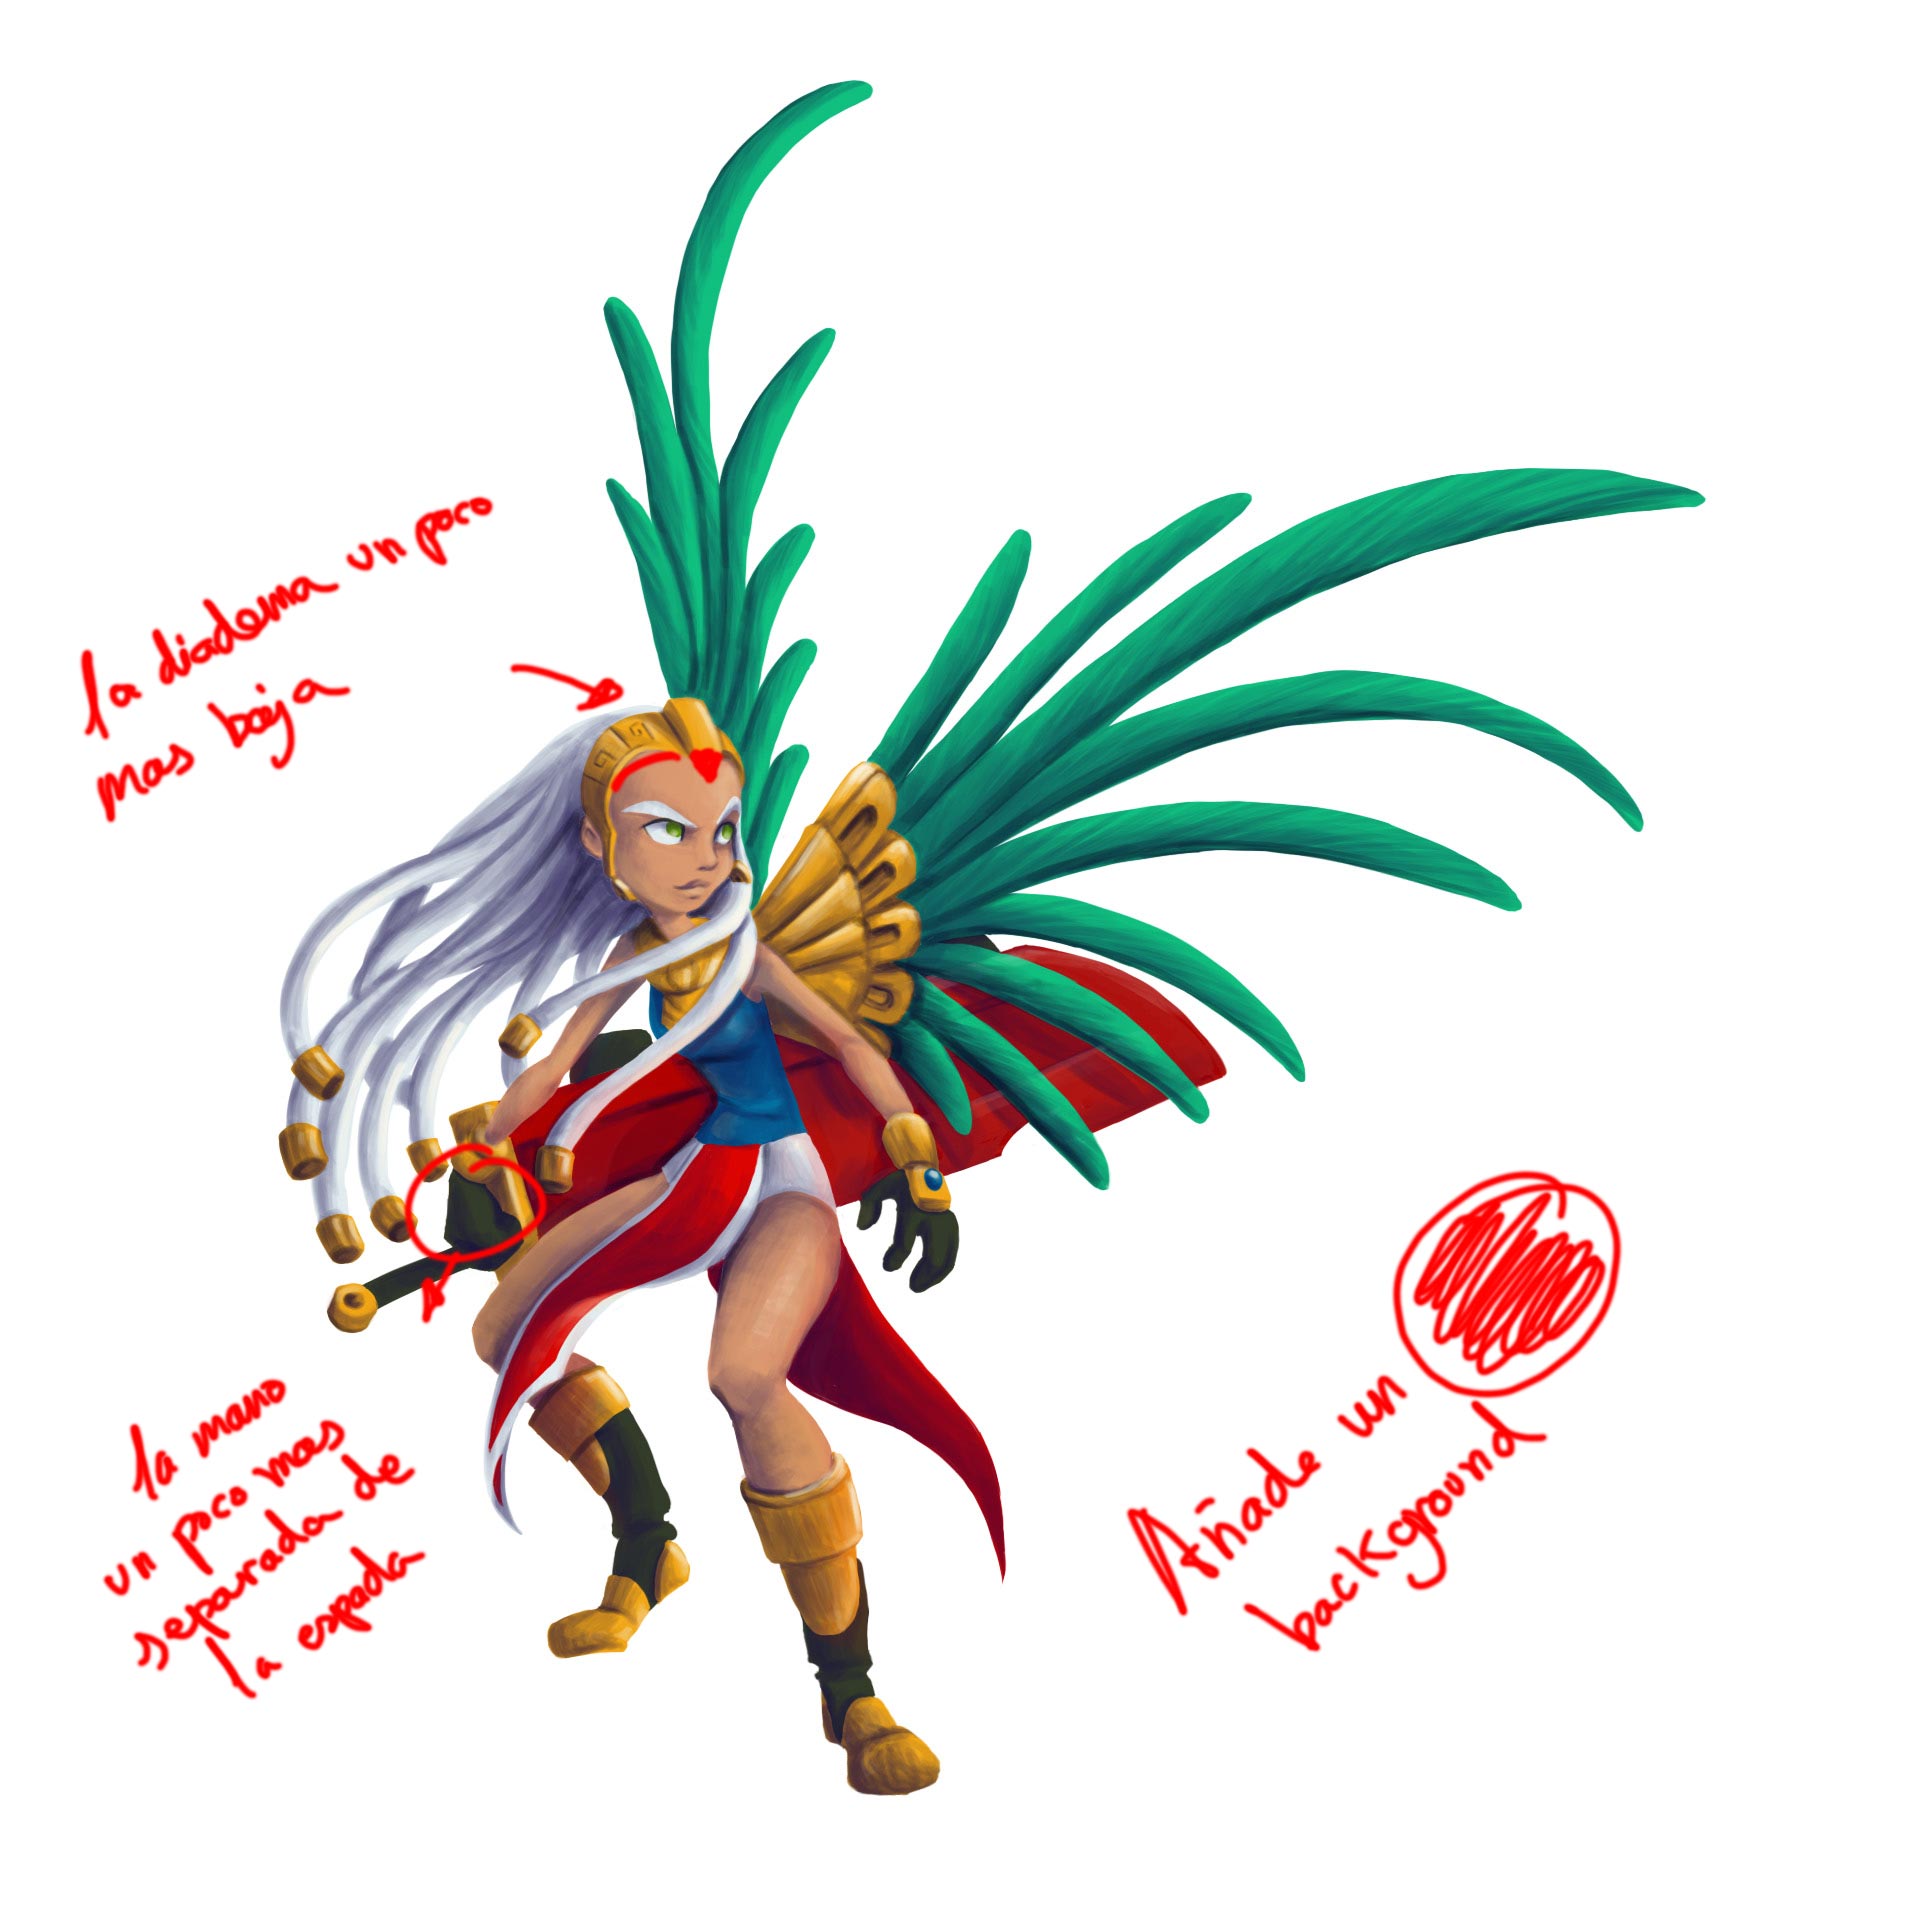 la diadema un poco
mas baja
la mano
un poco mas
separada de
la espada
Añade un
background